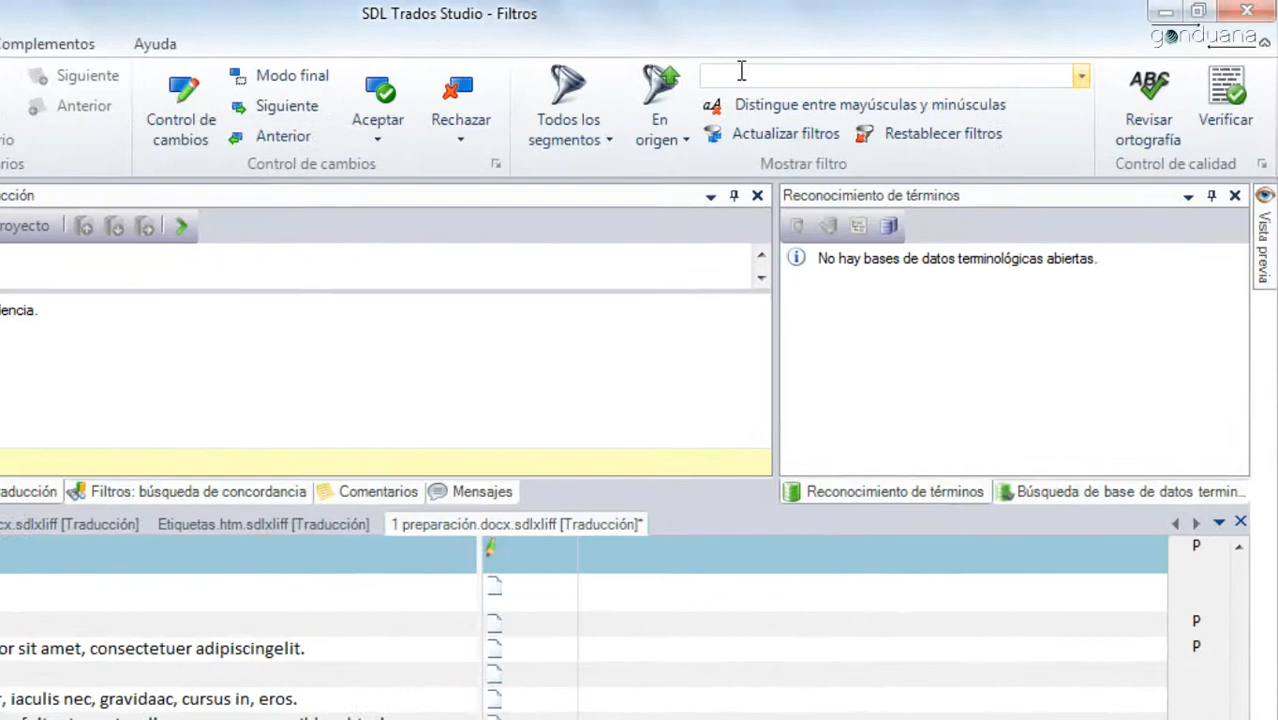 SDL Trados Studio - Filtros
gonduana
Complementos Ayuda
Siguiente
Anterior
Control de cambios
Modo final
Siguiente
Anterior
Aceptar
Rechazar
Control de cambios
Todos los segmentos
En origen
Distingue entre mayúsculas y minúsculas
Actualizar filtros
Restablecer filtros
Mostrar filtro
ABC
Revisar ortografía
Verificar
Control de calidad
Reconocimiento de términos
Vista previa
No hay bases de datos terminológicas abiertas.
Filtros: búsqueda de concordancia Comentarios Mensajes
Reconocimiento de términos Búsqueda de base de datos termin...
cx.sdlxliff [Traducción] Etiquetas.htm.sdlxliff [Traducción] 1 preparación.docx.sdlxliff [Traducción]*
P
P
or sit amet, consectetuer adipiscingelit.
P
r, iaculis nec, gravidaac, cursus in, eros.